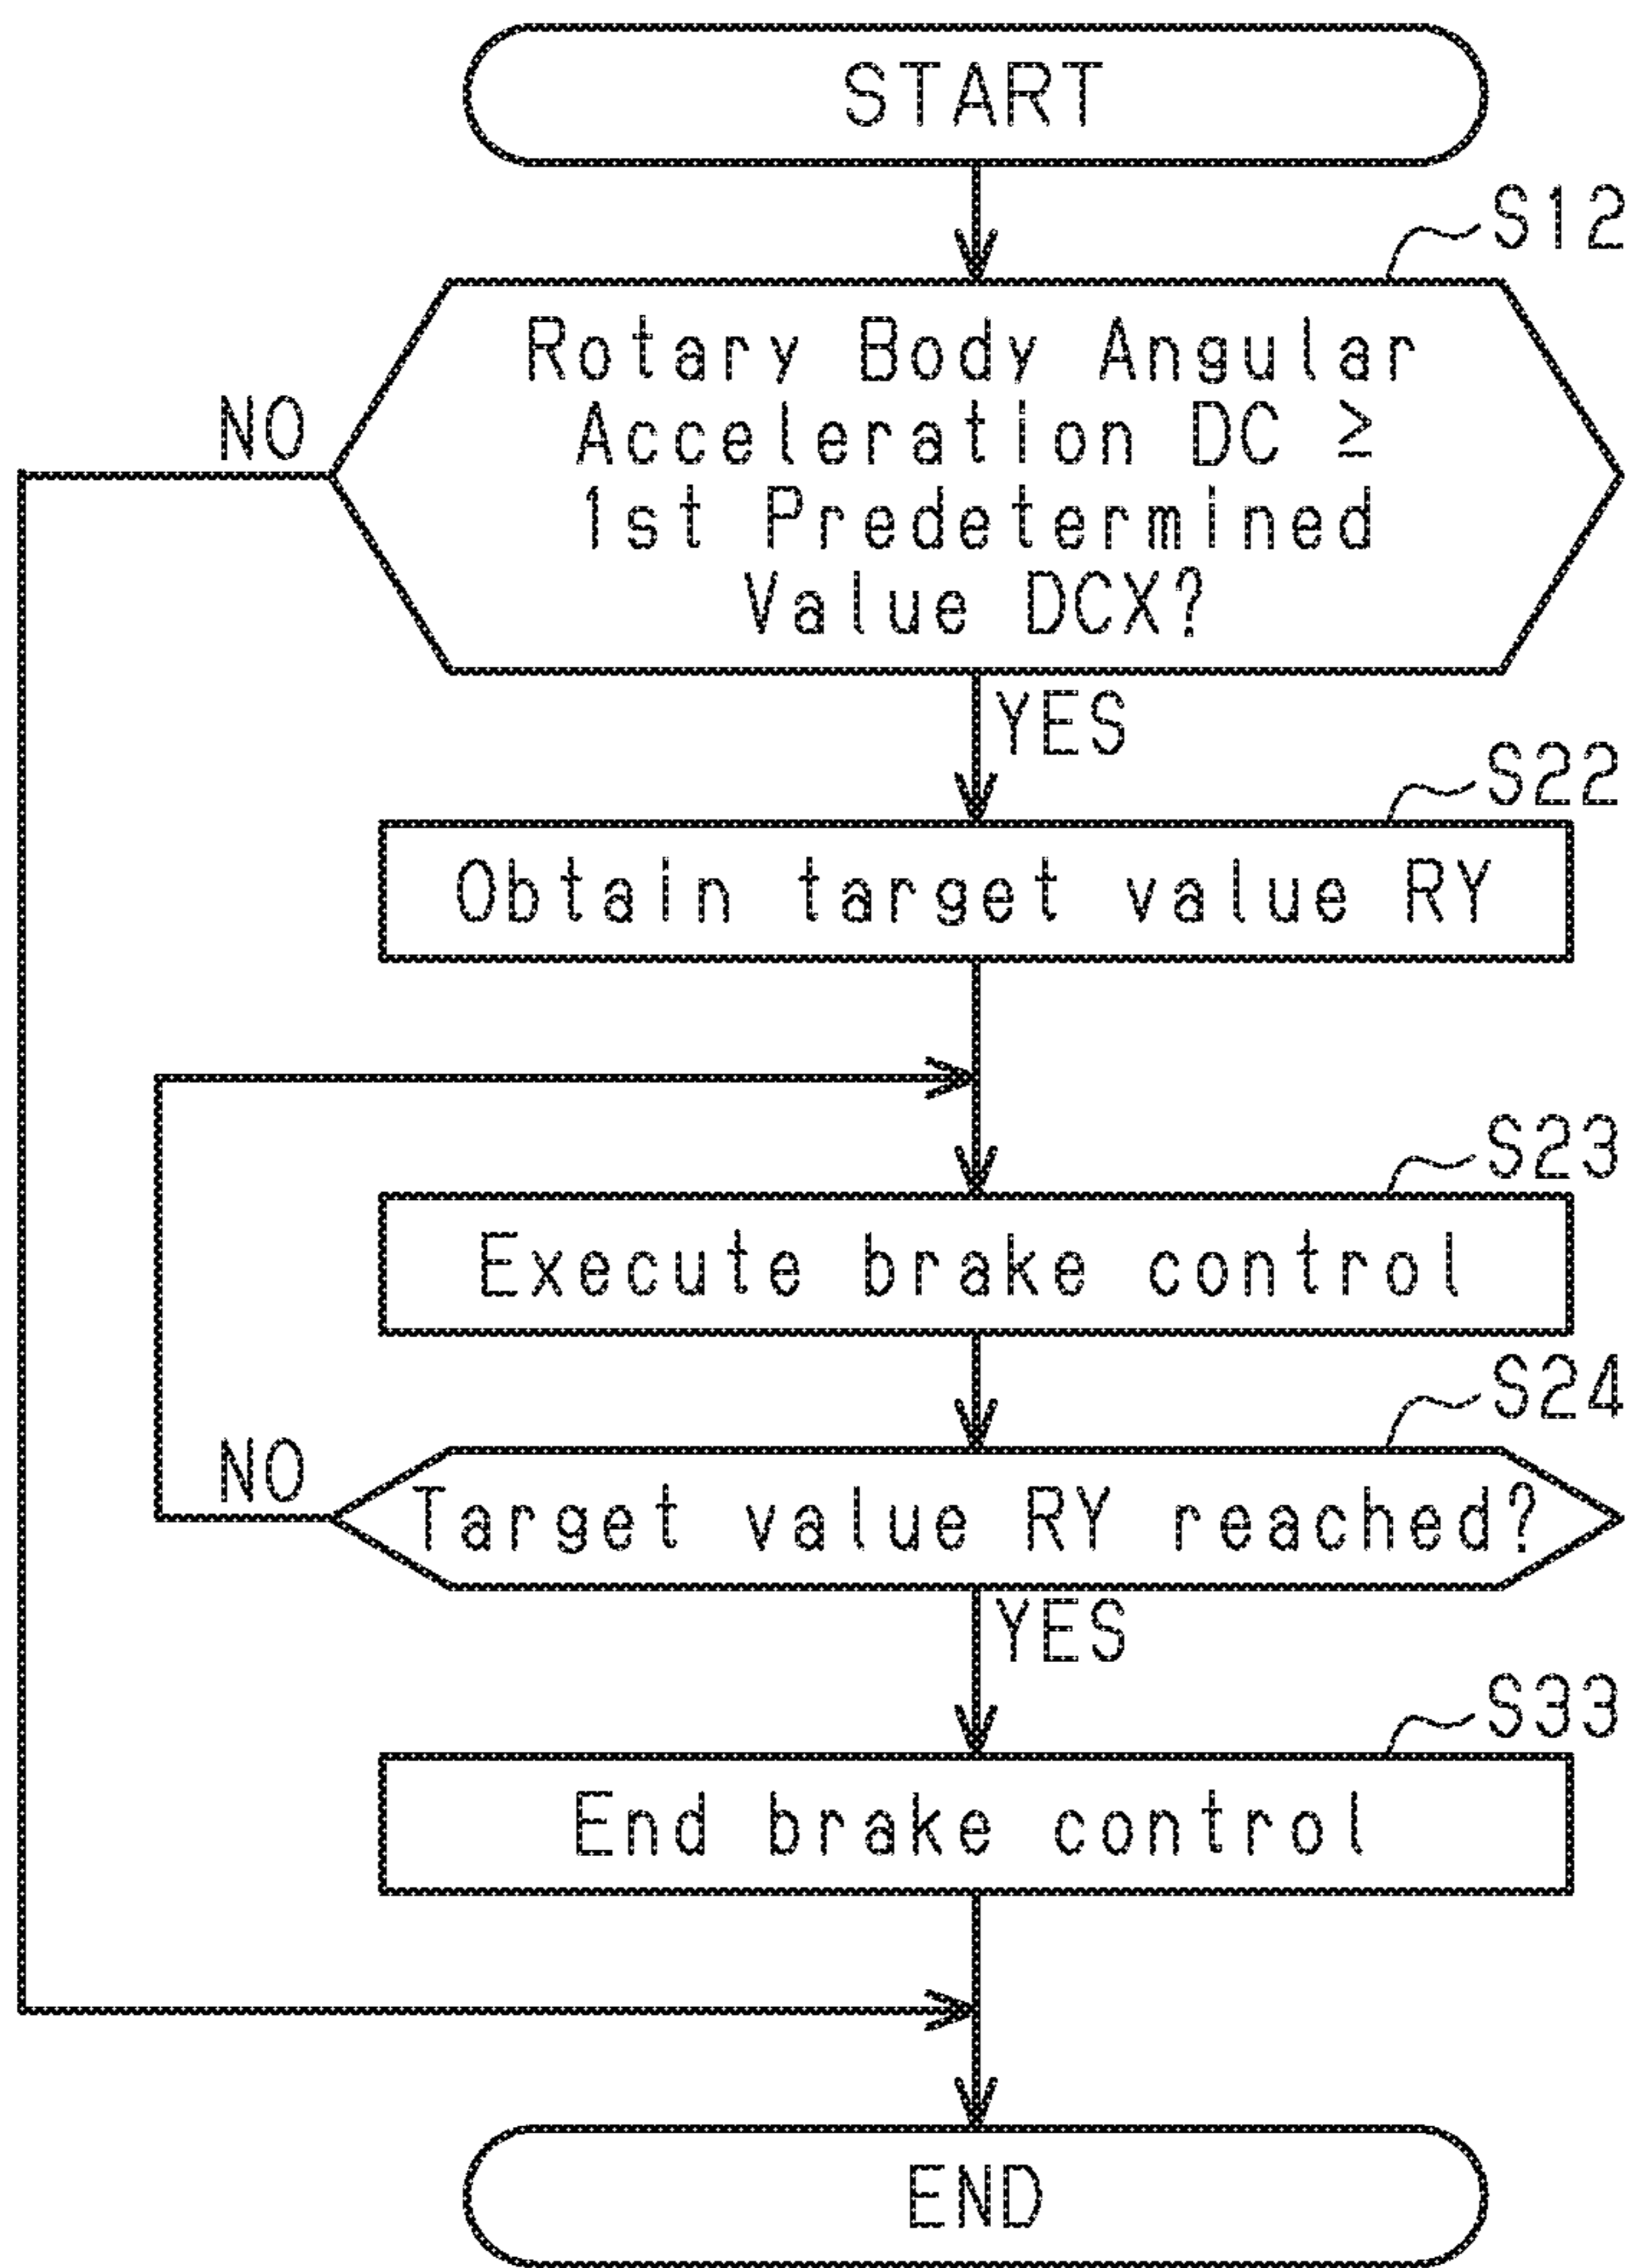 START
S12
Rotary Body Angular
Acceleration DC ≥
1st Predetermined
Value DCX?
NO
YES
S22
Obtain target value RY
S23
Execute brake control
S24
Target value RY reached?
NO
YES
S33
End brake control
END